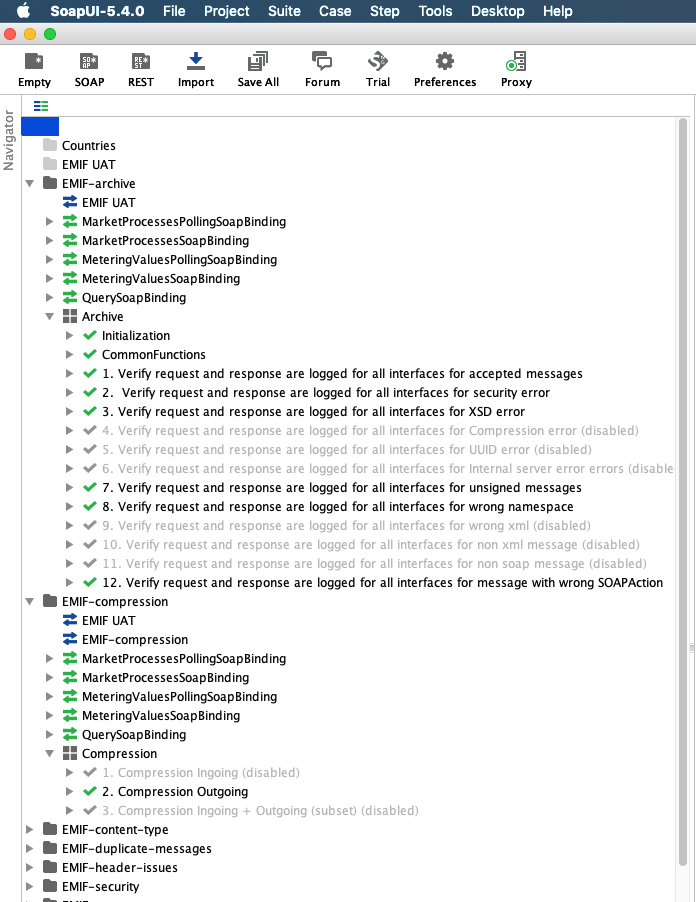 SoapUI-5.4.0 File Project Suite Case Step Tools Desktop Help
Empty SOAP REST Import Save All Forum Trial Preferences Proxy
Navigator
Countries
EMIF UAT
EMIF-archive
EMIF UAT
MarketProcessesPollingSoapBinding
MarketProcessesSoapBinding
MeteringValuesPollingSoapBinding
MeteringValuesSoapBinding
QuerySoapBinding
Archive
Initialization
CommonFunctions
1. Verify request and response are logged for all interfaces for accepted messages
2. Verify request and response are logged for all interfaces for security error
3. Verify request and response are logged for all interfaces for XSD error
4. Verify request and response are logged for all interfaces for Compression error (disabled)
5. Verify request and response are logged for all interfaces for UUID error (disabled)
6. Verify request and response are logged for all interfaces for Internal server error errors (disable
7. Verify request and response are logged for all interfaces for unsigned messages
8. Verify request and response are logged for all interfaces for wrong namespace
9. Verify request and response are logged for all interfaces for wrong xml (disabled)
10. Verify request and response are logged for all interfaces for non xml message (disabled)
11. Verify request and response are logged for all interfaces for non soap message (disabled)
12. Verify request and response are logged for all interfaces for message with wrong SOAPAction
EMIF-compression
EMIF UAT
EMIF-compression
MarketProcessesPollingSoapBinding
MarketProcessesSoapBinding
MeteringValuesPollingSoapBinding
MeteringValuesSoapBinding
QuerySoapBinding
Compression
1. Compression Ingoing (disabled)
2. Compression Outgoing
3. Compression Ingoing + Outgoing (subset) (disabled)
EMIF-content-type
EMIF-duplicate-messages
EMIF-header-issues
EMIF-security